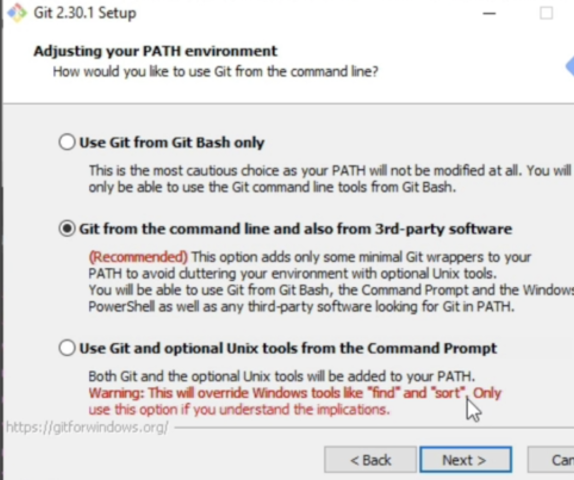 Git 2.30.1 Setup
Adjusting your PATH environment
How would you like to use Git from the command line?
Use Git from Git Bash only
This is the most cautious choice as your PATH will not be modified at all. You will
only be able to use the Git command line tools from Git Bash.
Git from the command line and also from 3rd-party software
(Recommended) This option adds only some minimal Git wrappers to your
PATH to avoid cluttering your environment with optional Unix tools.
You will be able to use Git from Git Bash, the Command Prompt and the Windows
PowerShell as well as any third-party software looking for Git in PATH.
Use Git and optional Unix tools from the Command Prompt
Both Git and the optional Unix tools will be added to your PATH.
Warning: This will override Windows tools like "find" and "sort". Only
use this option if you understand the implications.
https://gitforwindows.org/
< Back
Next >